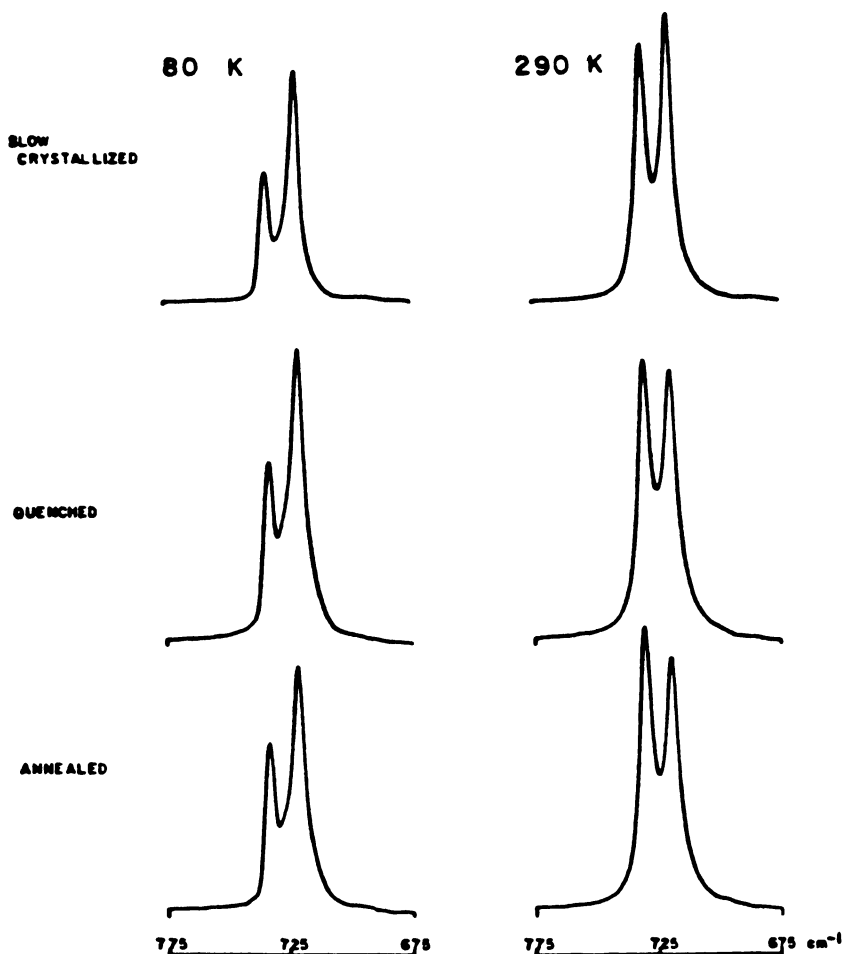 80 K
290 K
SLOW
CRYSTALLIZED
QUENCHED
ANNEALED
775 725 675
775 725 675 cm-1